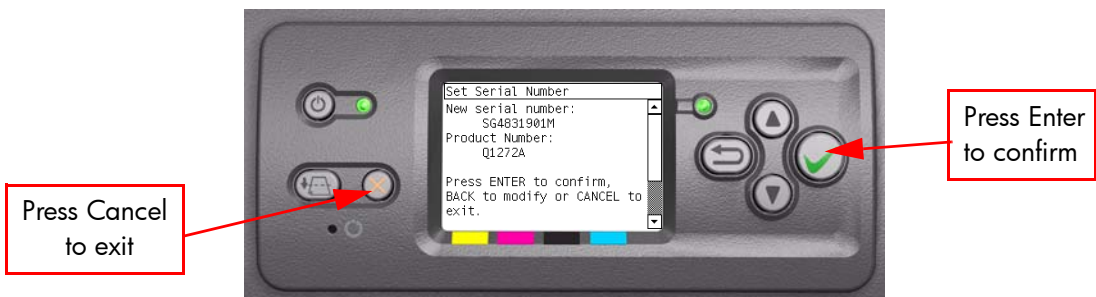 Set Serial Number
New serial number:
SG4831901M
Product Number:
Q1272A
Press ENTER to confirm,
BACK to modify or CANCEL to
exit.
Press Cancel
to exit
Press Enter
to confirm